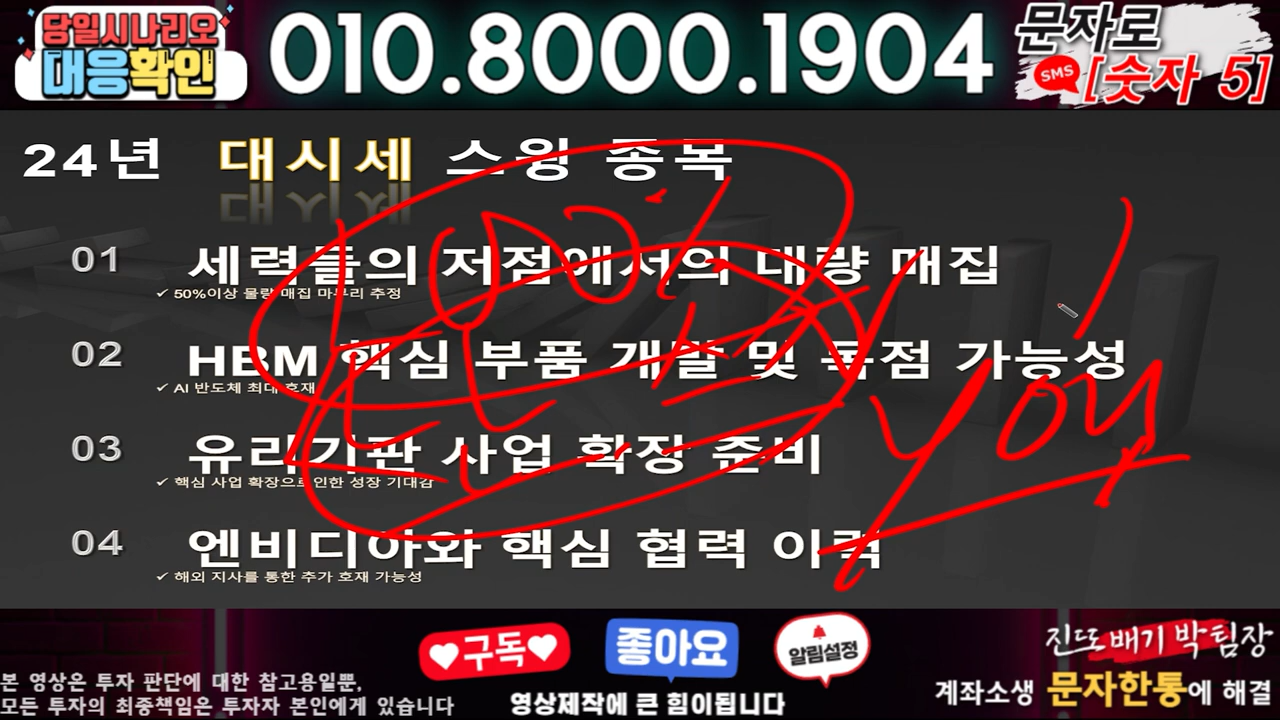 당일시나리오
대응확인
010.8000.1904
문자로
SMS [숫자 5]
24년 대시세 스윙 종목
01 세력들의 저점에서의 대량 매집
✓ 50%이상 물량 매집 마무리 추정
02 HBM 핵심 부품 개발 및 독점 가능성
✓ AI 반도체 최대 호재
03 유리기판 사업 확장 준비
✓ 핵심 사업 확장으로 인한 성장 기대감
04 엔비디아와 핵심 협력 이력
✓ 해외 지사를 통한 추가 호재 가능성
구독
좋아요
알림설정
영상제작에 큰 힘이됩니다
본 영상은 투자 판단에 대한 참고용일뿐,
모든 투자의 최종책임은 투자자 본인에게 있습니다
진또배기 박팀장
계좌소생 문자한통에 해결